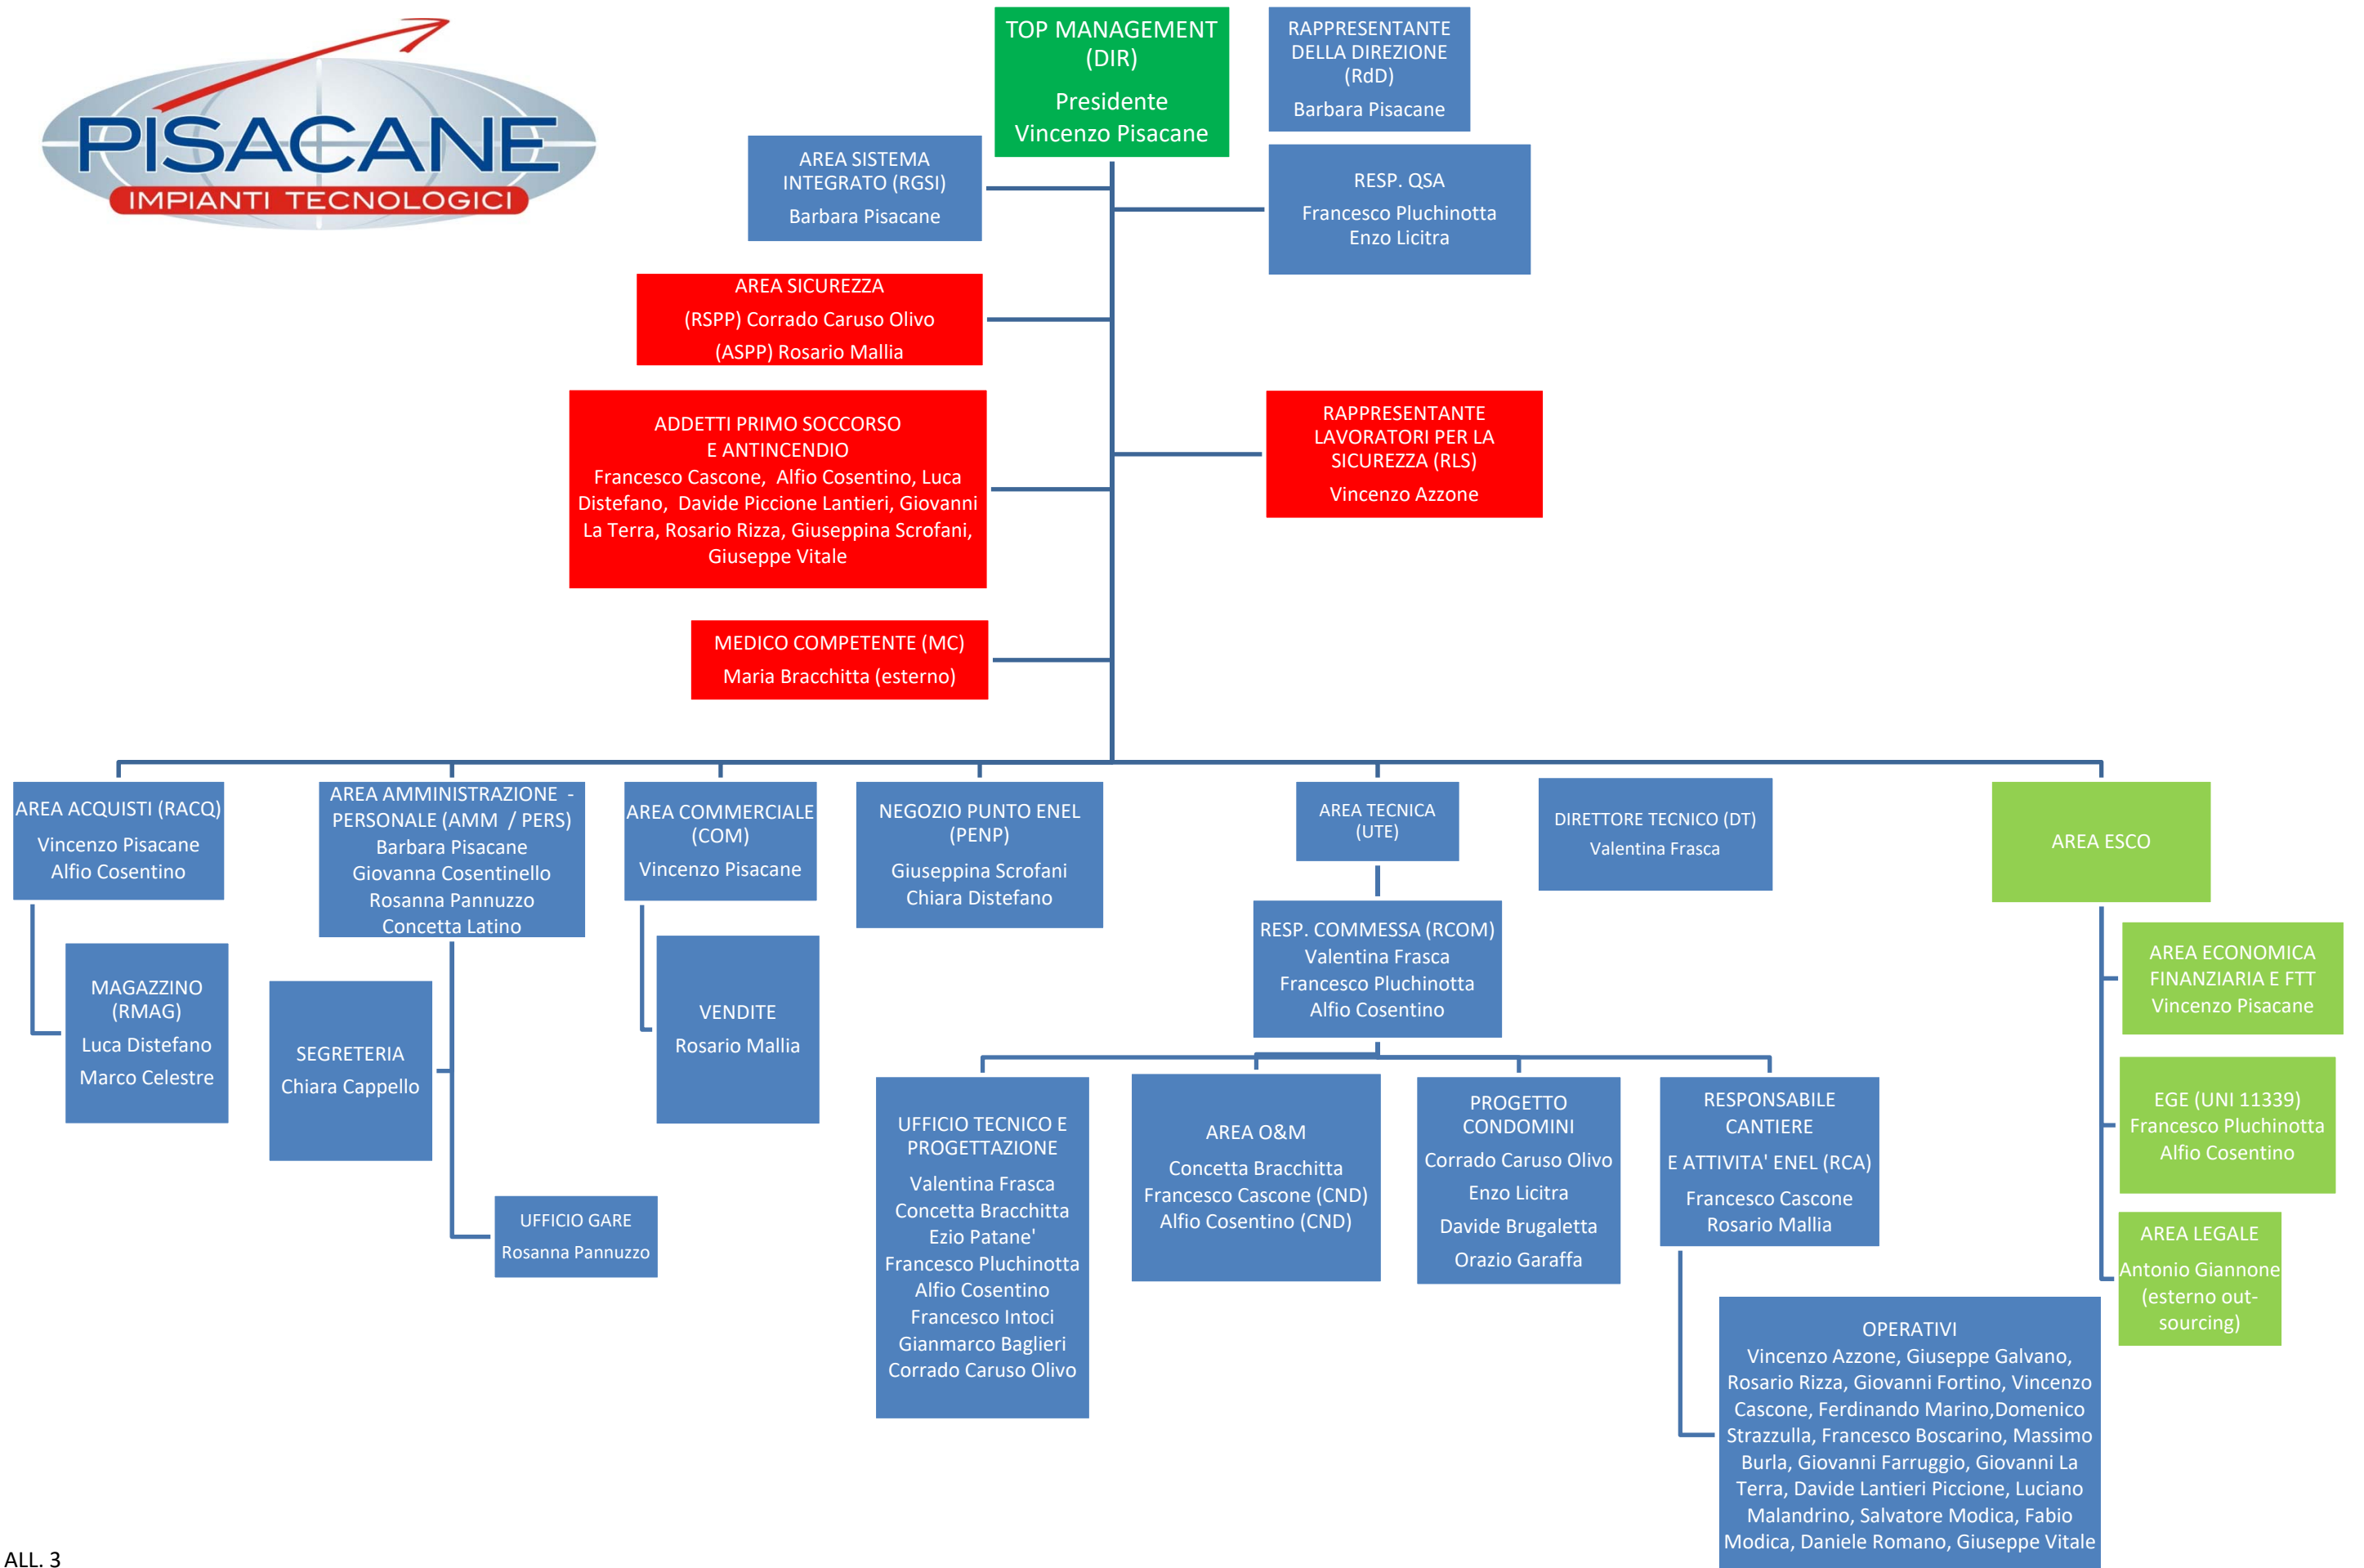 PISACANE
IMPIANTI TECNOLOGICI
TOP MANAGEMENT
(DIR)
Presidente
Vincenzo Pisacane
RAPPRESENTANTE
DELLA DIREZIONE
(RdD)
Barbara Pisacane
AREA SISTEMA
INTEGRATO (RGSI)
Barbara Pisacane
RESP. QSA
Francesco Pluchinotta
Enzo Licitra
AREA SICUREZZA
(RSPP) Corrado Caruso Olivo
(ASPP) Rosario Mallia
ADDETTI PRIMO SOCCORSO
E ANTINCENDIO
Francesco Cascone, Alfio Cosentino, Luca
Distefano, Davide Piccione Lantieri, Giovanni
La Terra, Rosario Rizza, Giuseppina Scrofani,
Giuseppe Vitale
RAPPRESENTANTE
LAVORATORI PER LA
SICUREZZA (RLS)
Vincenzo Azzone
MEDICO COMPETENTE (MC)
Maria Bracchitta (esterno)
AREA ACQUISTI (RACQ)
Vincenzo Pisacane
Alfio Cosentino
MAGAZZINO
(RMAG)
Luca Distefano
Marco Celestre
AREA AMMINISTRAZIONE -
PERSONALE (AMM / PERS)
Barbara Pisacane
Giovanna Cosentinello
Rosanna Pannuzzo
Concetta Latino
SEGRETERIA
Chiara Cappello
UFFICIO GARE
Rosanna Pannuzzo
AREA COMMERCIALE
(COM)
Vincenzo Pisacane
VENDITE
Rosario Mallia
NEGOZIO PUNTO ENEL
(PENP)
Giuseppina Scrofani
Chiara Distefano
AREA TECNICA
(UTE)
DIRETTORE TECNICO (DT)
Valentina Frasca
RESP. COMMESSA (RCOM)
Valentina Frasca
Francesco Pluchinotta
Alfio Cosentino
UFFICIO TECNICO E
PROGETTAZIONE
Valentina Frasca
Concetta Bracchitta
Ezio Patane'
Francesco Pluchinotta
Alfio Cosentino
Francesco Intoci
Gianmarco Baglieri
Corrado Caruso Olivo
AREA O&M
Concetta Bracchitta
Francesco Cascone (CND)
Alfio Cosentino (CND)
PROGETTO
CONDOMINI
Corrado Caruso Olivo
Enzo Licitra
Davide Brugaletta
Orazio Garaffa
RESPONSABILE
CANTIERE
E ATTIVITA' ENEL (RCA)
Francesco Cascone
Rosario Mallia
OPERATIVI
Vincenzo Azzone, Giuseppe Galvano,
Rosario Rizza, Giovanni Fortino, Vincenzo
Cascone, Ferdinando Marino,Domenico
Strazzulla, Francesco Boscarino, Massimo
Burla, Giovanni Farruggio, Giovanni La
Terra, Davide Lantieri Piccione, Luciano
Malandrino, Salvatore Modica, Fabio
Modica, Daniele Romano, Giuseppe Vitale
AREA ESCO
AREA ECONOMICA
FINANZIARIA E FTT
Vincenzo Pisacane
EGE (UNI 11339)
Francesco Pluchinotta
Alfio Cosentino
AREA LEGALE
Antonio Giannone
(esterno out-
sourcing)
ALL. 3